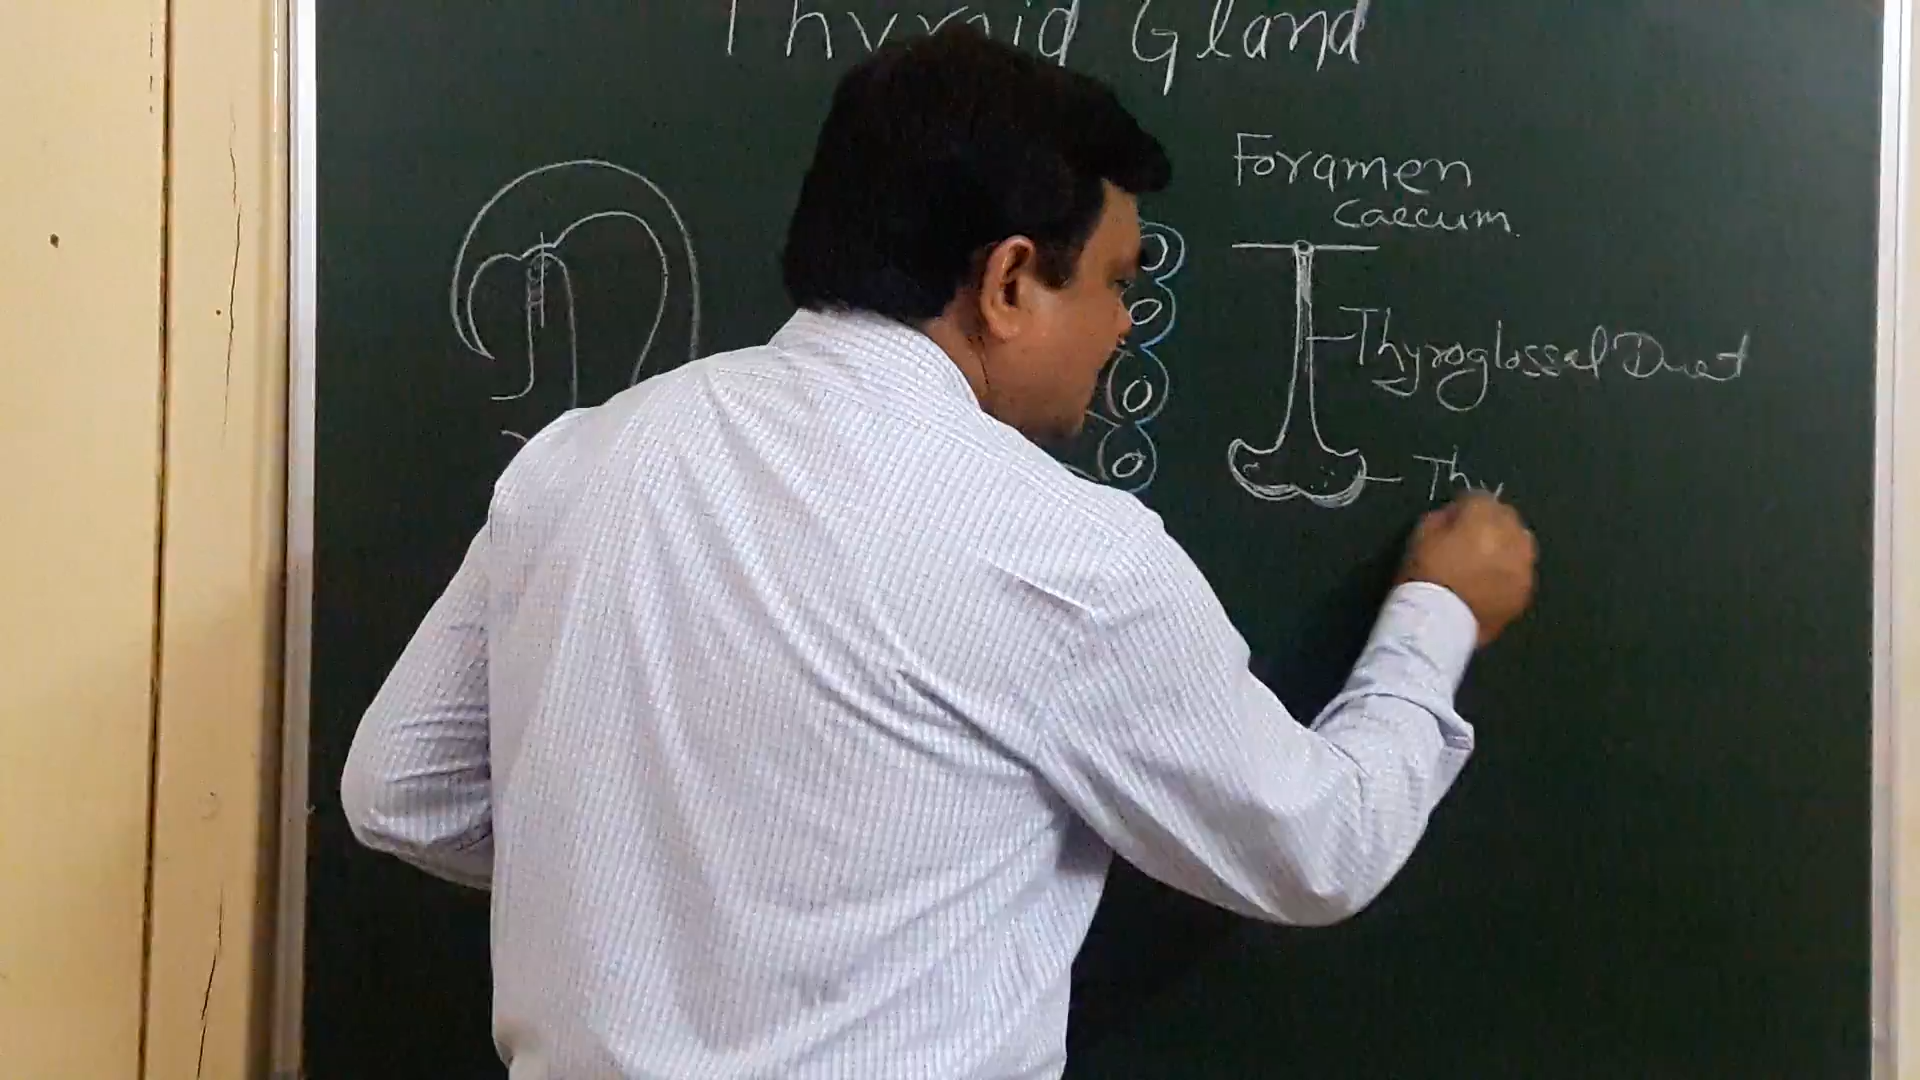 Thyroid Gland
Foramen
Caecum
Thyroglossal Duct
Thy